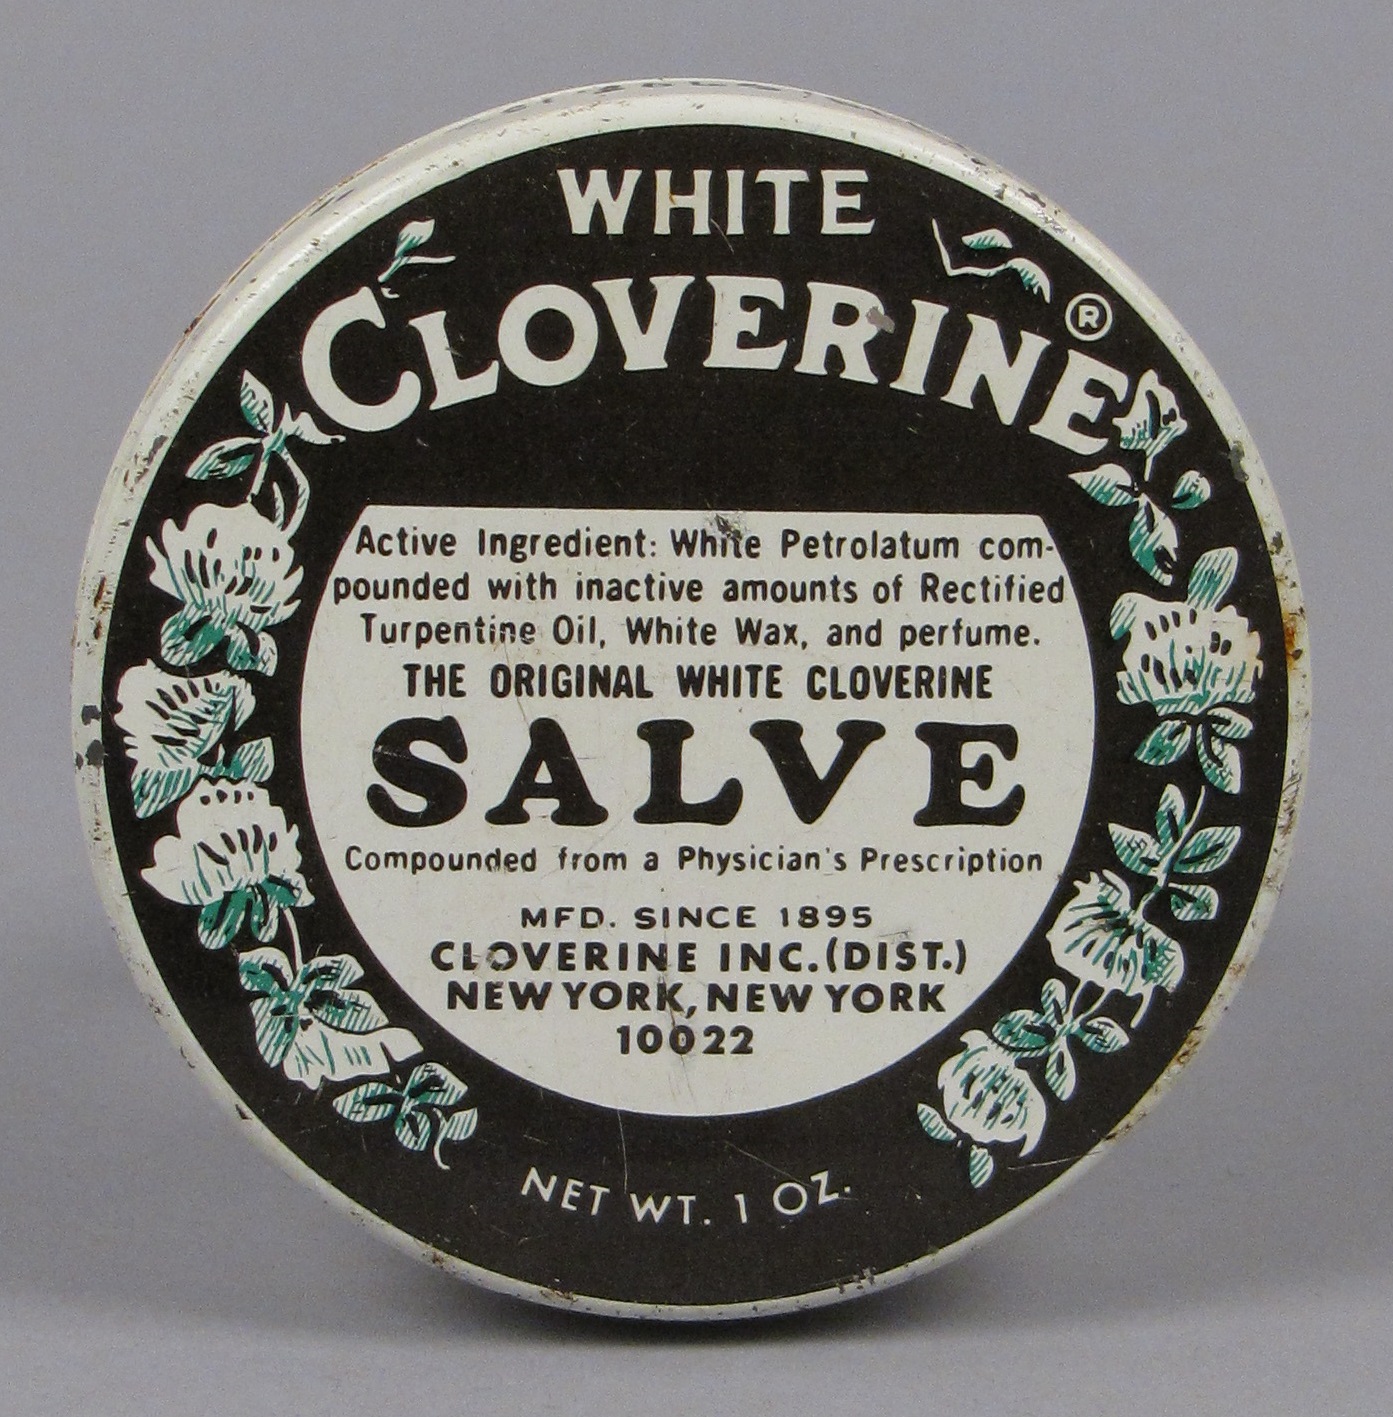 WHITE
CLOVERINE ®
Active Ingredient: White Petrolatum com-
pounded with inactive amounts of Rectified
Turpentine Oil, White Wax, and perfume.
THE ORIGINAL WHITE CLOVERINE
SALVE
Compounded from a Physician's Prescription
MFD. SINCE 1895
CLOVERINE INC. (DIST.)
NEW YORK, NEW YORK
10022
NET WT. 1 OZ.